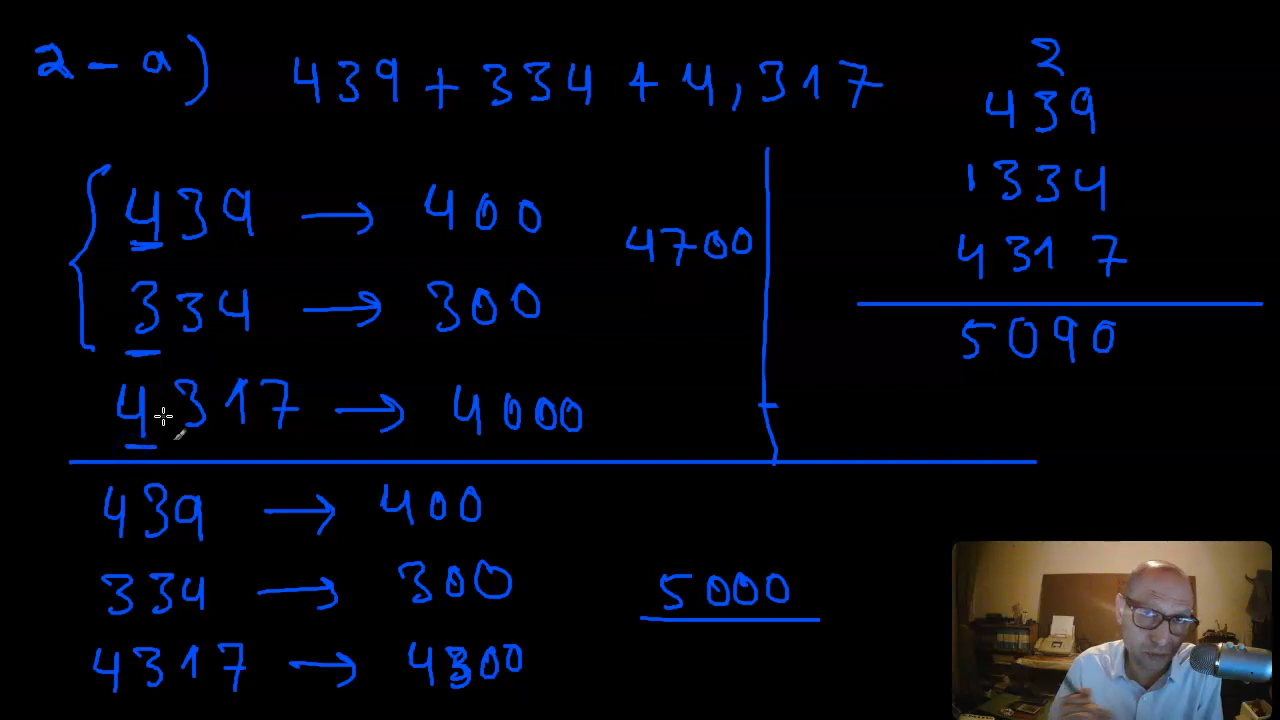 2 - a) 439 + 334 + 4,317
439 → 400
334 → 300
4317 → 4000
4700
2
439
1334
4317
5090
439 → 400
334 → 300
4317 → 4300
5000